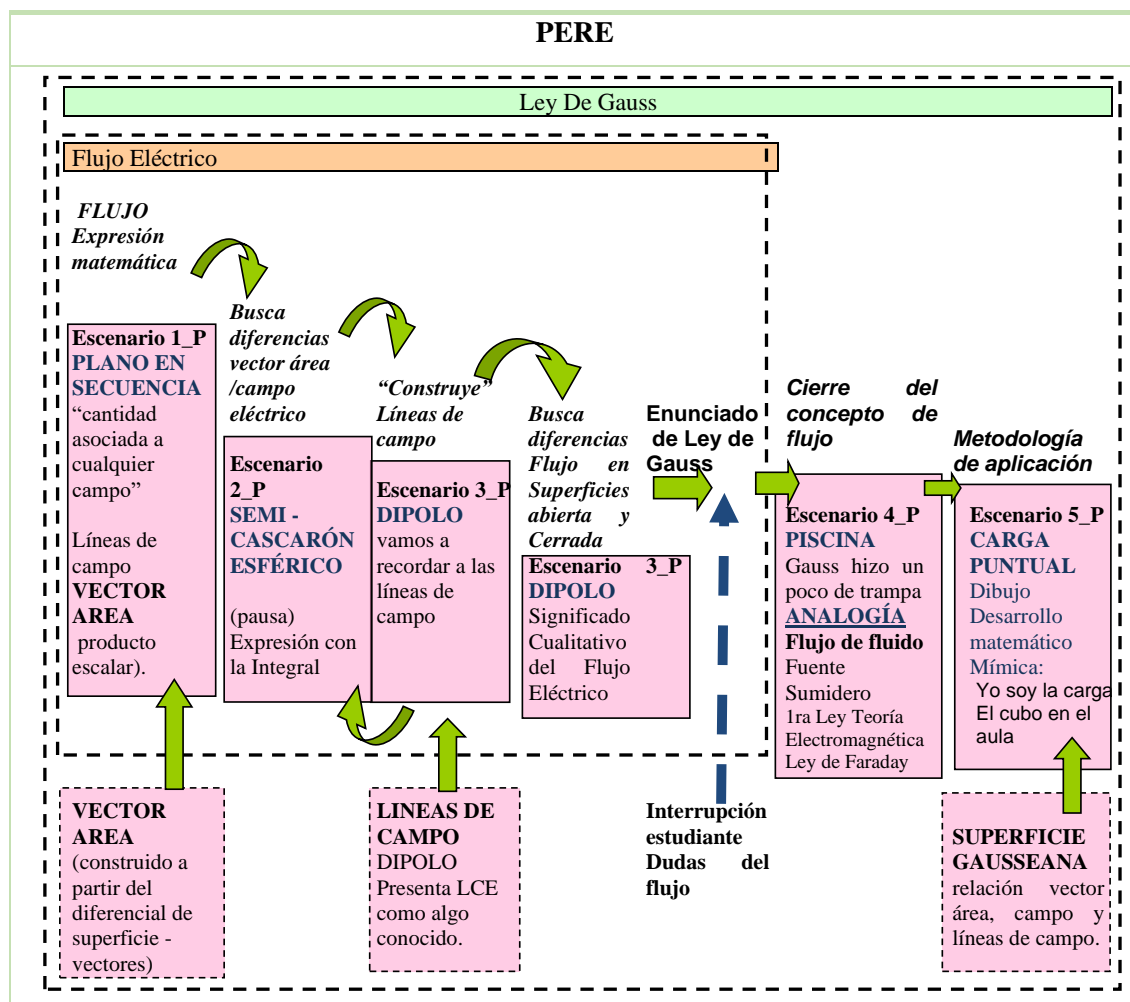 PERE
Ley De Gauss
Flujo Eléctrico
FLUJO
Expresión
matemática
Escenario 1_P
PLANO EN
SECUENCIA
“cantidad
asociada a
cualquier
campo”
Líneas de
campo
VECTOR
AREA
producto
escalar).
Busca
diferencias
vector área
/campo
eléctrico
Escenario
2_P
SEMI -
CASCARÓN
ESFÉRICO
(pausa)
Expresión con
la Integral
“Construye”
Líneas de
campo
Escenario 3_P
DIPOLO
vamos a
recordar a las
líneas de
campo
Busca
diferencias
Flujo en
Superficies
abierta y
Cerrada
Escenario 3_P
DIPOLO
Significado
Cualitativo
del Flujo
Eléctrico
Enunciado
de Ley de
Gauss
Cierre del
concepto de
flujo
Escenario 4_P
PISCINA
Gauss hizo un
poco de trampa
ANALOGÍA
Flujo de fluido
Fuente
Sumidero
1ra Ley Teoría
Electromagnética
Ley de Faraday
Metodología
de aplicación
Escenario 5_P
CARGA
PUNTUAL
Dibujo
Desarrollo
matemático
Mímica:
Yo soy la carga
El cubo en el
aula
VECTOR
AREA
(construido a
partir del
diferencial de
superficie -
vectores)
LINEAS DE
CAMPO
DIPOLO
Presenta LCE
como algo
conocido.
Interrupción
estudiante
Dudas del
flujo
SUPERFICIE
GAUSSEANA
relación vector
área, campo y
líneas de campo.